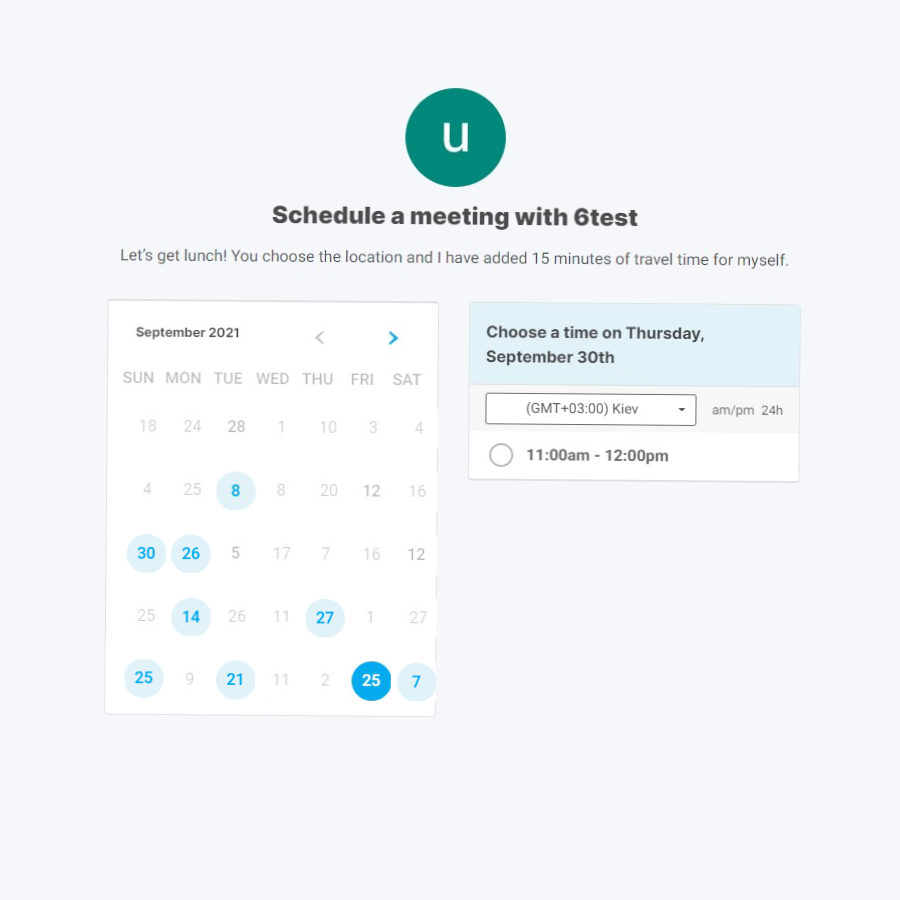 u
Schedule a meeting with 6test
Let's get lunch! You choose the location and I have added 15 minutes of travel time for myself.
September 2021
SUN MON TUE WED THU FRI SAT
18 24 28 1 10 3 4
4 25 8 8 20 12 16
30 26 5 17 7 16 12
25 14 26 11 27 1 27
25 9 21 11 2 25 7
Choose a time on Thursday,
September 30th
(GMT+03:00) Kiev am/pm 24h
11:00am - 12:00pm